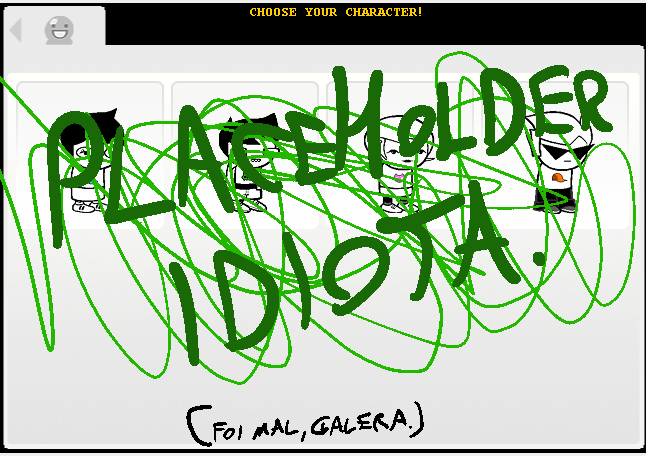 CHOOSE YOUR CHARACTER!
PLACEHOLDER
IDIOTA.
(FOI MAL, GALERA.)